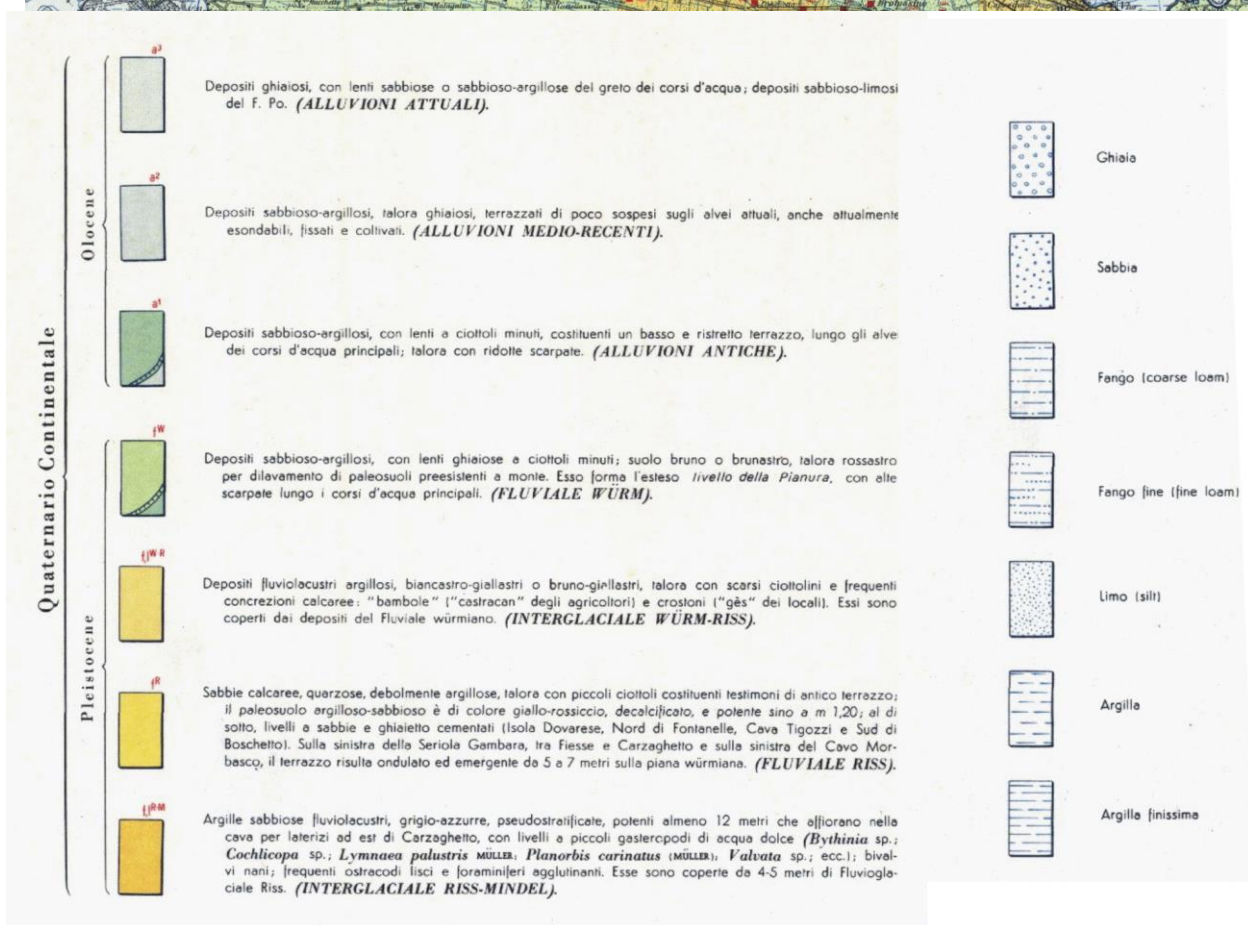 Quaternario Continentale
Olocene
a3
Depositi ghiaiosi, con lenti sabbiose o sabbioso-argillose del greto dei corsi d'acqua; depositi sabbioso-limosi
del F. Po. (ALLUVIONI ATTUALI).
a2
Depositi sabbioso-argillosi, talora ghiaiosi, terrazzati di poco sospesi sugli alvei attuali, anche attualmente
esondabili, fissati e coltivati. (ALLUVIONI MEDIO-RECENTI).
a1
Depositi sabbioso-argillosi, con lenti a ciottoli minuti, costituenti un basso e ristretto terrazzo, lungo gli alve
dei corsi d'acqua principali; talora con ridotte scarpate. (ALLUVIONI ANTICHE).
Pleistocene
fW
Depositi sabbioso-argillosi, con lenti ghiaiose a ciottoli minuti; suolo bruno o brunastro, talora rossastro
per dilavamento di paleosuoli preesistenti a monte. Esso forma l'esteso livello della Pianura, con alte
scarpate lungo i corsi d'acqua principali. (FLUVIALE WÜRM).
f,lW-R
Depositi fluviolacustri argillosi, biancastro-giallastri o bruno-giallastri, talora con scarsi ciottolini e frequenti
concrezioni calcaree: "bambole" ("castracan" degli agricoltori) e crostoni ("gès" dei locali). Essi sono
coperti dai depositi del Fluviale würmiano. (INTERGLACIALE WÜRM-RISS).
fR
Sabbie calcaree, quarzose, debolmente argillose, talora con piccoli ciottoli costituenti testimoni di antico terrazzo;
il paleosuolo argilloso-sabbioso è di colore giallo-rossiccio, decalcificato, e potente sino a m 1,20; al di
sotto, livelli a sabbie e ghiaietto cementati (Isola Dovarese, Nord di Fontanelle, Cava Tigozzi e Sud di
Boschetto). Sulla sinistra della Seriola Gambara, tra Fiesse e Carzaghetto e sulla sinistra del Cavo Mor-
basco, il terrazzo risulta ondulato ed emergente da 5 a 7 metri sulla piana würmiana. (FLUVIALE RISS).
f,lR-M
Argille sabbiose fluviolacustri, grigio-azzurre, pseudostratificate, potenti almeno 12 metri che affiorano nella
cava per laterizi ad est di Carzaghetto, con livelli a piccoli gasteropodi di acqua dolce (Bythinia sp.;
Cochlicopa sp.; Lymnaea palustris MÜLLER; Planorbis carinatus (MÜLLER); Valvata sp.; ecc.); bival-
vi nani; frequenti ostracodi lisci e foraminiferi agglutinanti. Esse sono coperte da 4-5 metri di Fluviogla-
ciale Riss. (INTERGLACIALE RISS-MINDEL).
Ghiaia
Sabbia
Fango (coarse loam)
Fango fine (fine loam)
Limo (silt)
Argilla
Argilla finissima